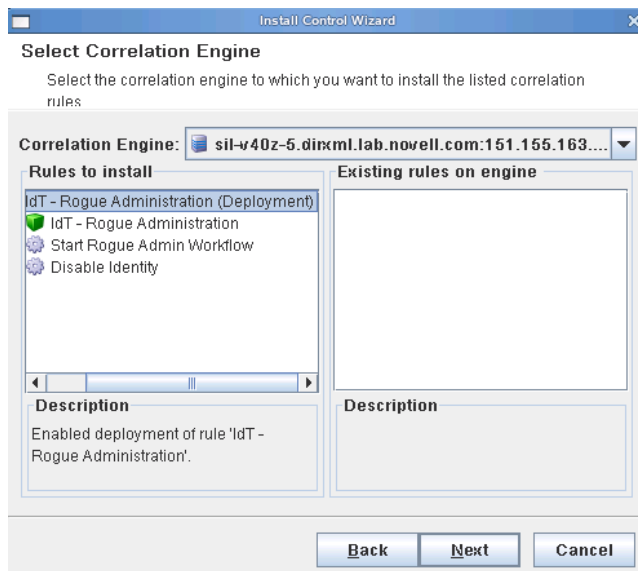 Install Control Wizard
Select Correlation Engine
Select the correlation engine to which you want to install the listed correlation
rules
Correlation Engine: sil-v40z-5.dirxml.lab.novell.com:151.155.163....
Rules to install
IdT - Rogue Administration (Deployment)
IdT - Rogue Administration
Start Rogue Admin Workflow
Disable Identity
Existing rules on engine
Description
Enabled deployment of rule 'IdT -
Rogue Administration'.
Description
Back Next Cancel